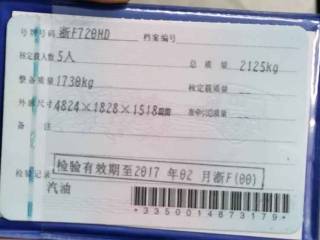 号牌号码 浙F720HD 档案编号
核定载人数 5人 总质量 2125kg
整备质量 1730kg 核定载质量 --
外廓尺寸 4824×1828×1518mm 准牵引总质量 --
备注
检验有效期至2017年02月浙F(00)
检验记录
汽油
*3350014873179*